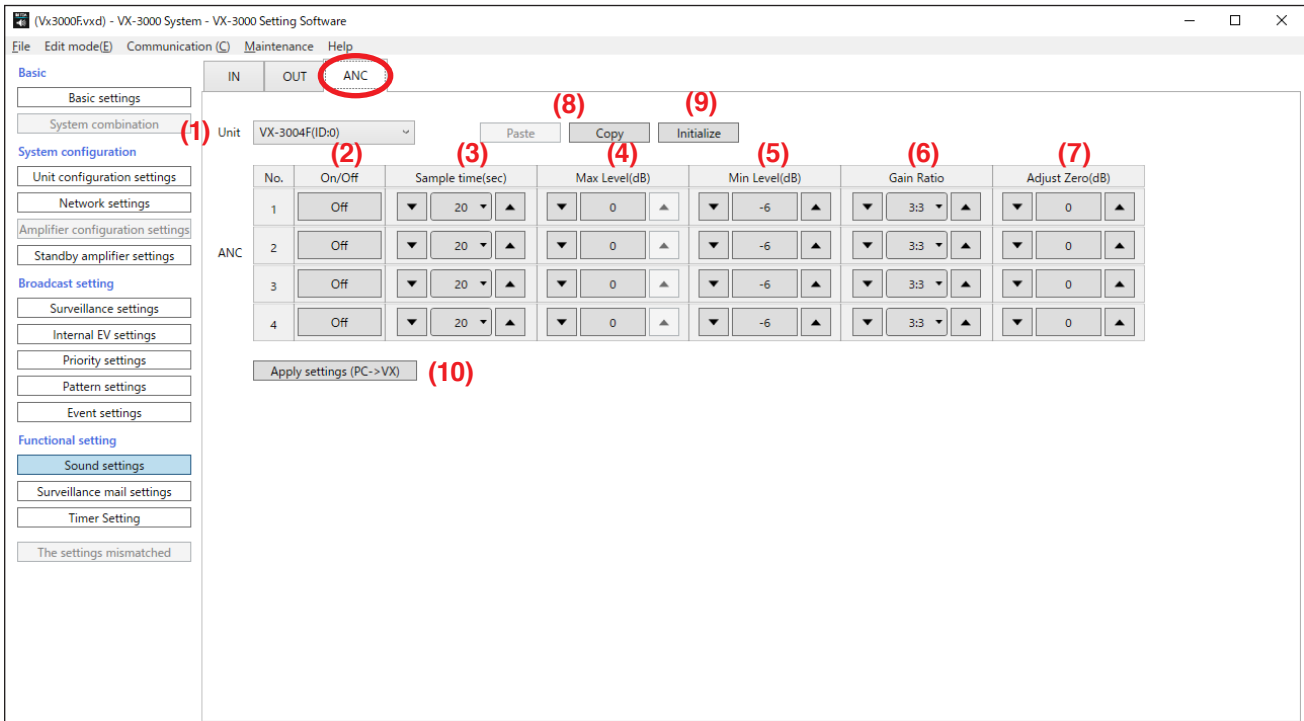 (Vx3000F.vxd) - VX-3000 System - VX-3000 Setting Software
File Edit mode(E) Communication (C) Maintenance Help
Basic
Basic settings
System combination
System configuration
Unit configuration settings
Network settings
Amplifier configuration settings
Standby amplifier settings
Broadcast setting
Surveillance settings
Internal EV settings
Priority settings
Pattern settings
Event settings
Functional setting
Sound settings
Surveillance mail settings
Timer Setting
The settings mismatched
IN OUT ANC
(8) (9)
(1) Unit VX-3004F(ID:0) Paste Copy Initialize
(2) (3) (4) (5) (6) (7)
No. On/Off Sample time(sec) Max Level(dB) Min Level(dB) Gain Ratio Adjust Zero(dB)
1 Off 20 0 -6 3:3 0
ANC
2 Off 20 0 -6 3:3 0
3 Off 20 0 -6 3:3 0
4 Off 20 0 -6 3:3 0
Apply settings (PC->VX) (10)